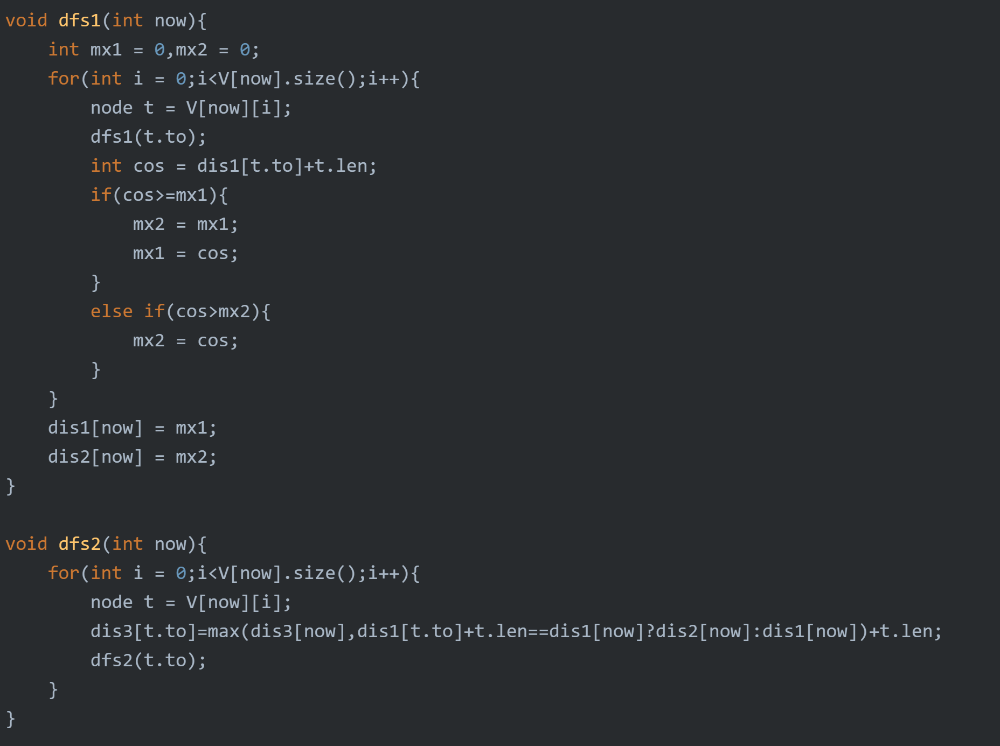 void dfs1(int now){
    int mx1 = 0,mx2 = 0;
    for(int i = 0;i<V[now].size();i++){
        node t = V[now][i];
        dfs1(t.to);
        int cos = dis1[t.to]+t.len;
        if(cos>=mx1){
            mx2 = mx1;
            mx1 = cos;
        }
        else if(cos>mx2){
            mx2 = cos;
        }
    }
    dis1[now] = mx1;
    dis2[now] = mx2;
}

void dfs2(int now){
    for(int i = 0;i<V[now].size();i++){
        node t = V[now][i];
        dis3[t.to]=max(dis3[now],dis1[t.to]+t.len==dis1[now]?dis2[now]:dis1[now])+t.len;
        dfs2(t.to);
    }
}